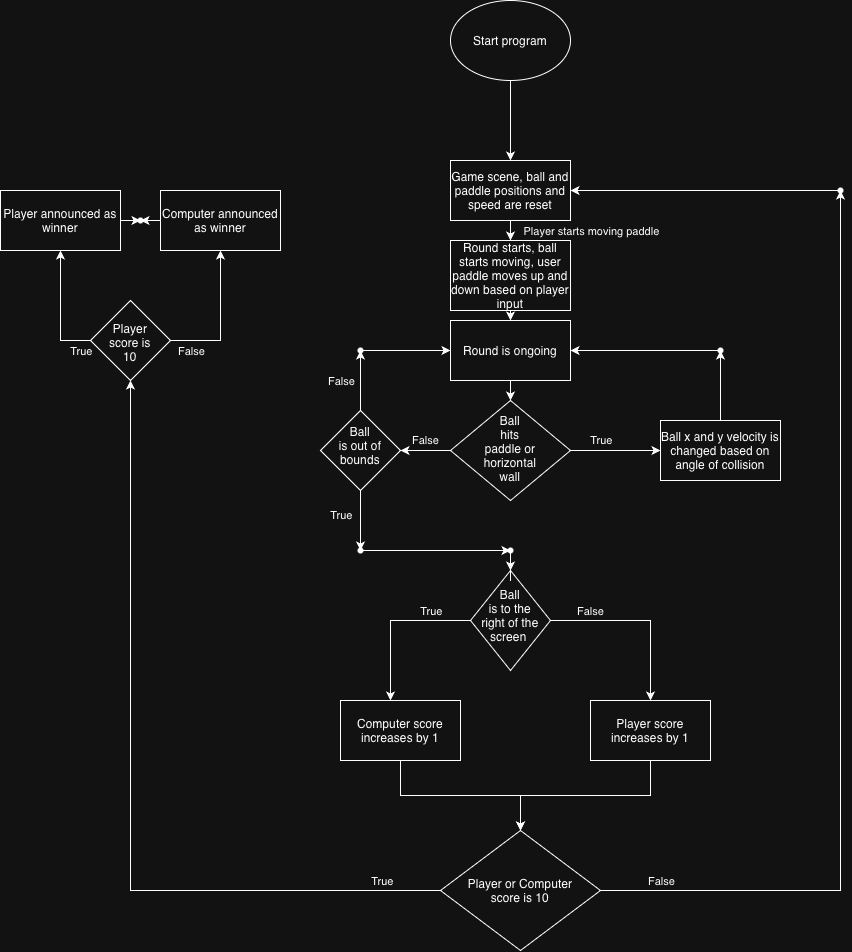 Start program
Game scene, ball and
paddle positions and
speed are reset
Player starts moving paddle
Round starts, ball
starts moving, user
paddle moves up and
down based on player
input
Round is ongoing
Ball
hits
paddle or
horizontal
wall
True
Ball x and y velocity is
changed based on
angle of collision
False
Ball
is out of
bounds
False
True
Ball
is to the
right of the
screen
True
False
Computer score
increases by 1
Player score
increases by 1
Player or Computer
score is 10
True
False
Player
score is
10
True
False
Player announced as
winner
Computer announced
as winner